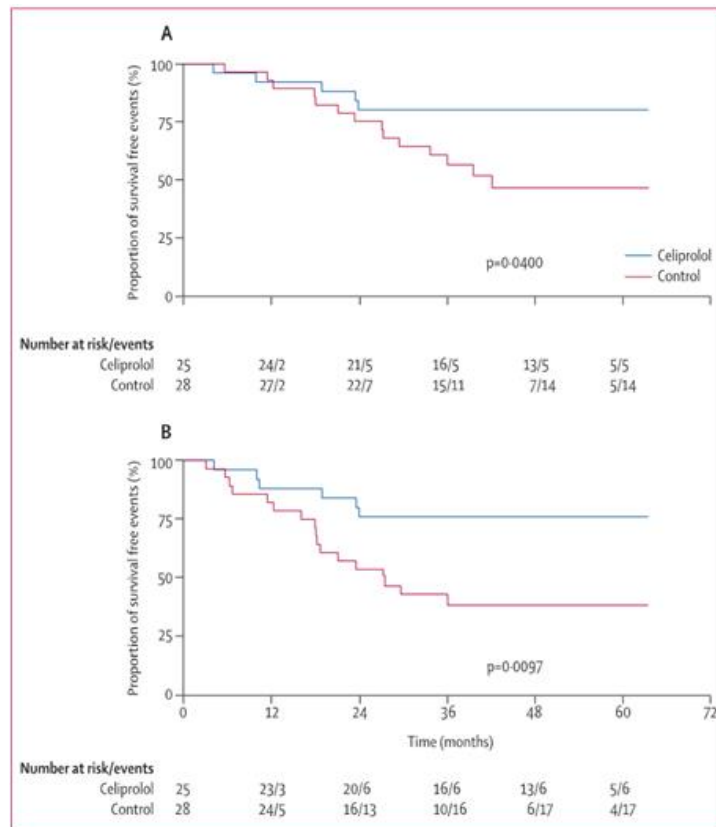 A
Proportion of survival free events (%)
100
75
50
25
0
p=0·0400
Celiprolol
Control
Number at risk/events
Celiprolol 25 24/2 21/5 16/5 13/5 5/5
Control 28 27/2 22/7 15/11 7/14 5/14
B
Proportion of survival free events (%)
100
75
50
25
0
p=0·0097
0 12 24 36 48 60 72
Time (months)
Number at risk/events
Celiprolol 25 23/3 20/6 16/6 13/6 5/6
Control 28 24/5 16/13 10/16 6/17 4/17